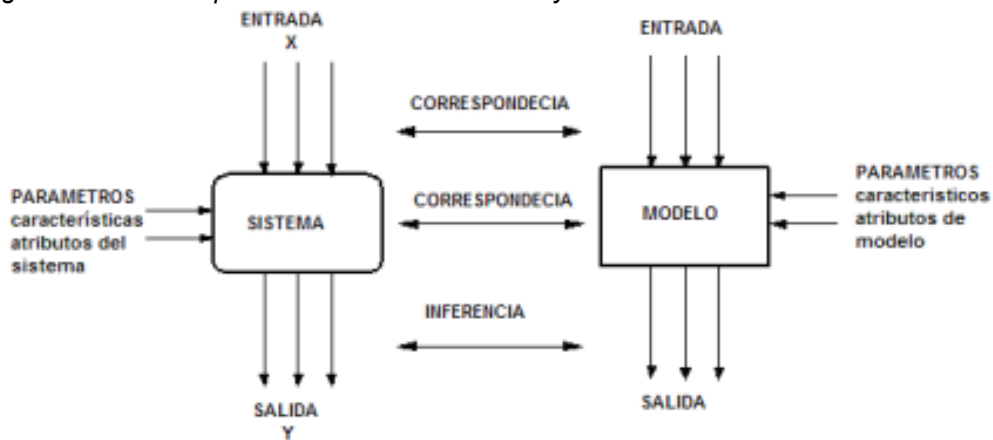 ENTRADA
X
ENTRADA
CORRESPONDECIA
PARAMETROS
características
atributos del
sistema
SISTEMA
CORRESPONDECIA
MODELO
PARAMETROS
característicos
atributos de
modelo
INFERENCIA
SALIDA
Y
SALIDA